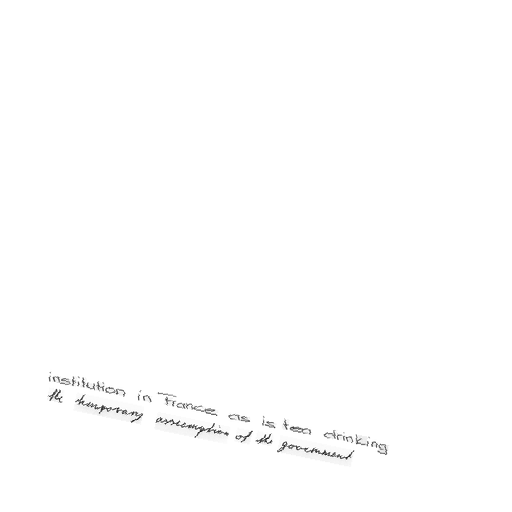 institution in France as is tea drinking
the temporary assumption of the government